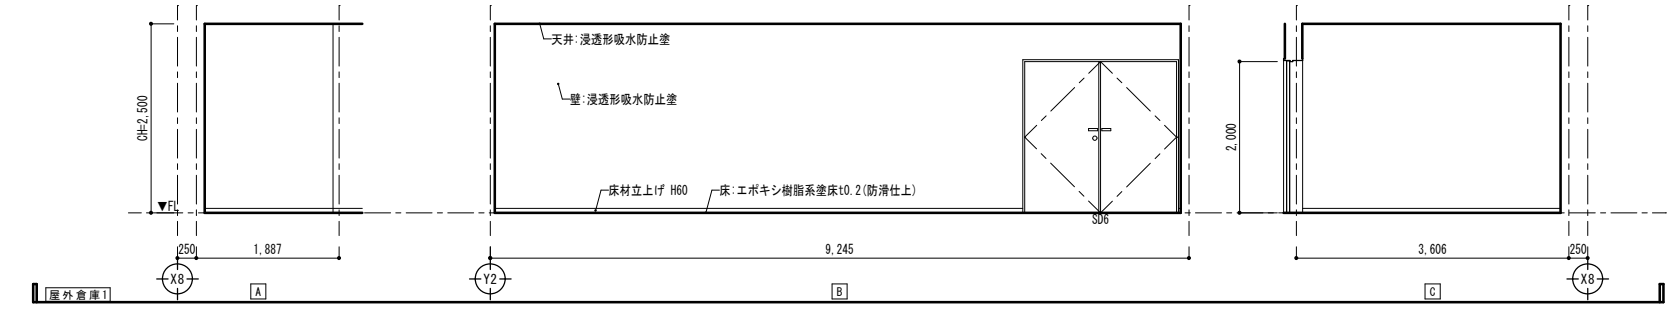 天井:浸透形吸水防止塗
壁:浸透形吸水防止塗
CH=2,500
2,000
床材立上げ H60
床:エポキシ樹脂系塗床t0.2(防滑仕上)
▼FL
SD6
250
1,887
9,245
3,606
250
X8
Y2
X8
屋外倉庫1
A
B
C